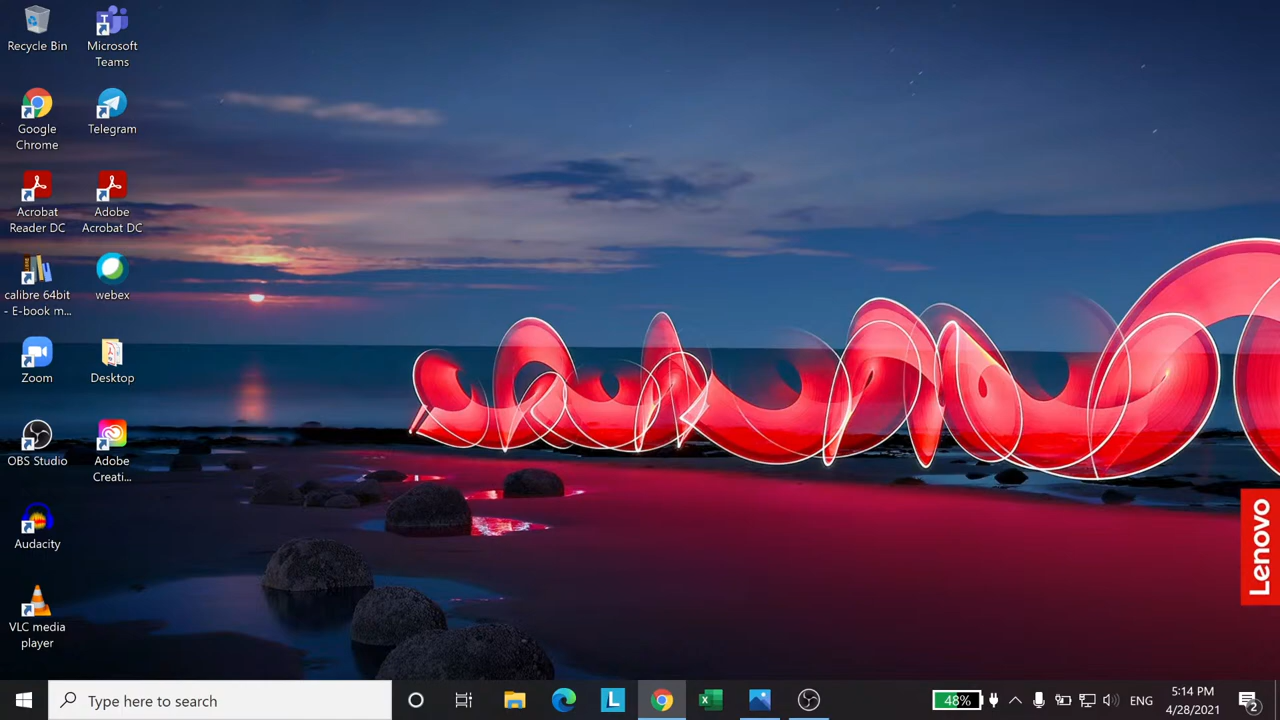 Recycle Bin
Microsoft
Teams
Google
Chrome
Telegram
Acrobat
Reader DC
Adobe
Acrobat DC
calibre 64bit
- E-book m...
webex
Zoom
Desktop
OBS Studio
Adobe
Creati...
Audacity
VLC media
player
Lenovo
Type here to search
L
48%
ENG
5:14 PM
4/28/2021
2